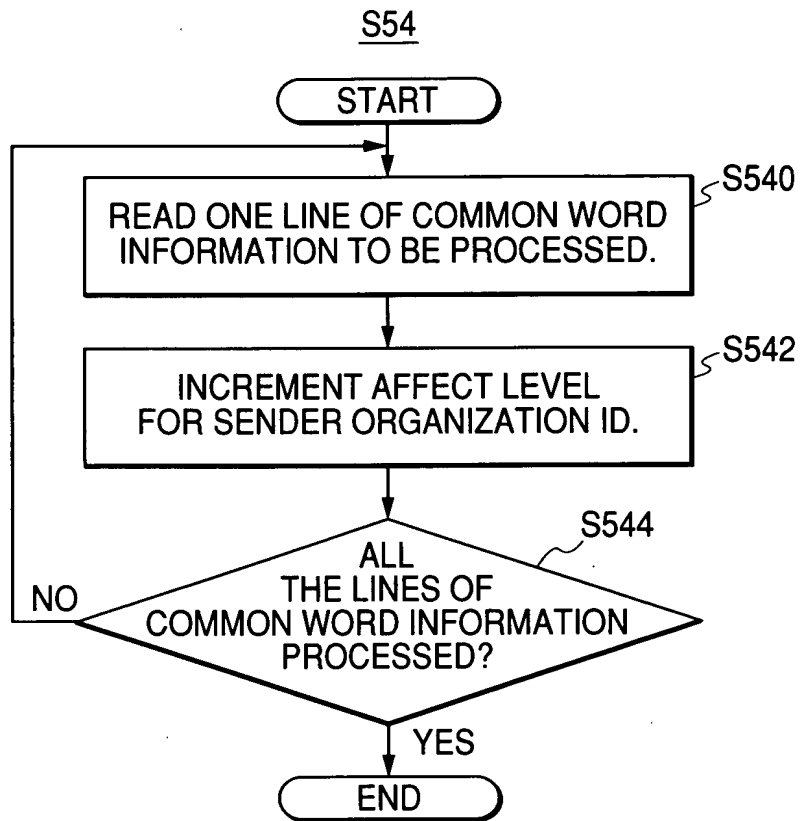 S54
START
S540
READ ONE LINE OF COMMON WORD
INFORMATION TO BE PROCESSED.
S542
INCREMENT AFFECT LEVEL
FOR SENDER ORGANIZATION ID.
S544
ALL
THE LINES OF
COMMON WORD INFORMATION
PROCESSED?
NO
YES
END